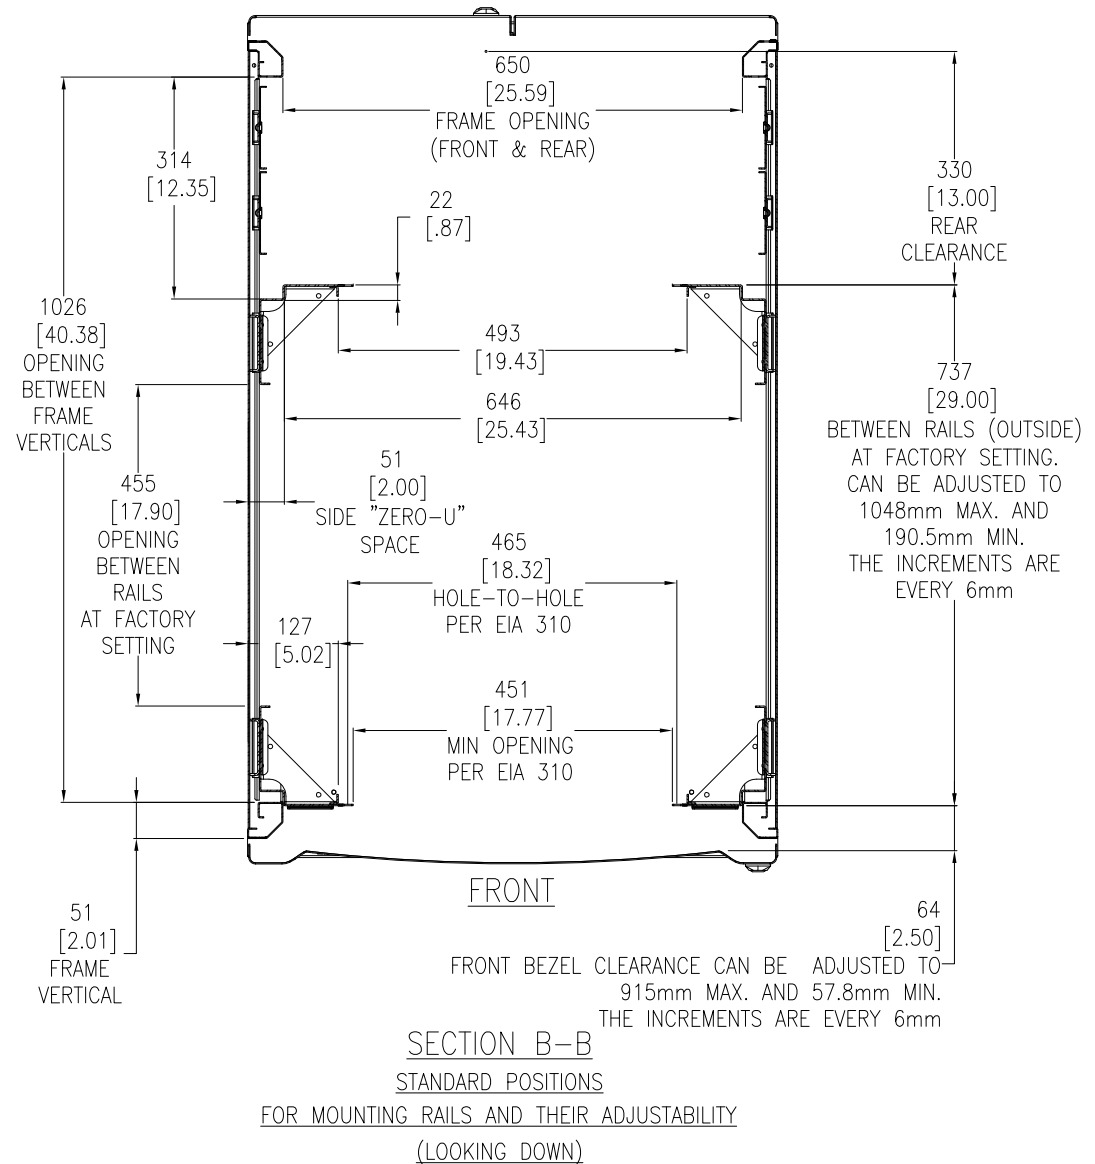 650
[25.59]
FRAME OPENING
(FRONT & REAR)
314
[12.35]
22
[.87]
330
[13.00]
REAR
CLEARANCE
1026
[40.38]
OPENING
BETWEEN
FRAME
VERTICALS
493
[19.43]
646
[25.43]
737
[29.00]
BETWEEN RAILS (OUTSIDE)
AT FACTORY SETTING.
CAN BE ADJUSTED TO
1048mm MAX. AND
190.5mm MIN.
THE INCREMENTS ARE
EVERY 6mm
455
[17.90]
OPENING
BETWEEN
RAILS
AT FACTORY
SETTING
51
[2.00]
SIDE "ZERO-U"
SPACE
465
[18.32]
HOLE-TO-HOLE
PER EIA 310
127
[5.02]
451
[17.77]
MIN OPENING
PER EIA 310
FRONT
51
[2.01]
FRAME
VERTICAL
64
[2.50]
FRONT BEZEL CLEARANCE CAN BE ADJUSTED TO
915mm MAX. AND 57.8mm MIN.
THE INCREMENTS ARE EVERY 6mm
SECTION B-B
STANDARD POSITIONS
FOR MOUNTING RAILS AND THEIR ADJUSTABILITY
(LOOKING DOWN)